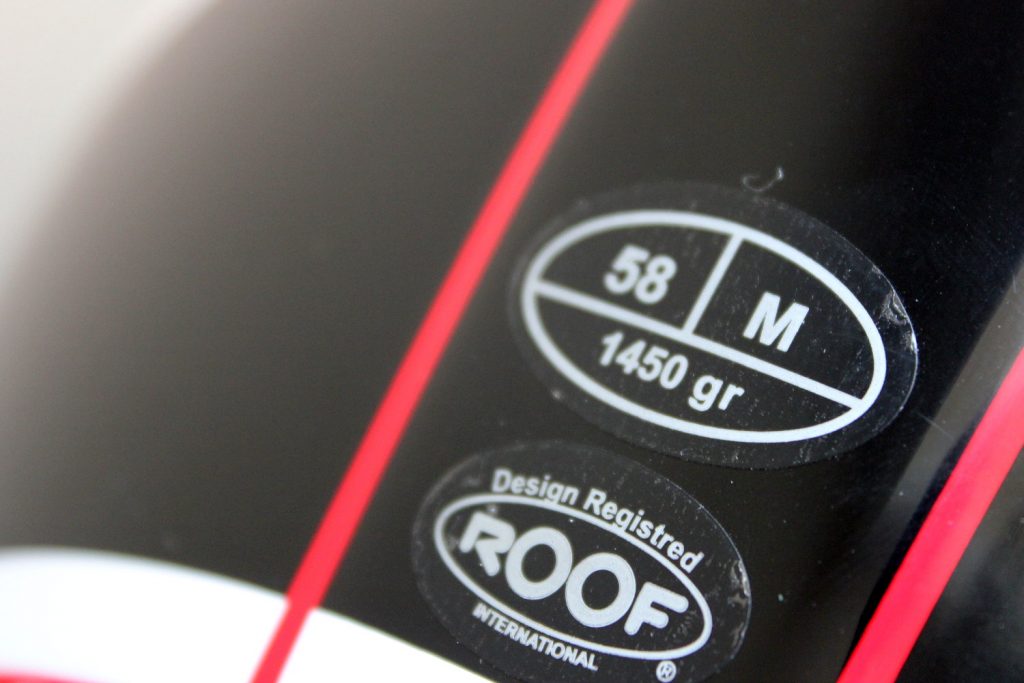 58
M
1450 gr
Design Registred
ROOF
INTERNATIONAL
®